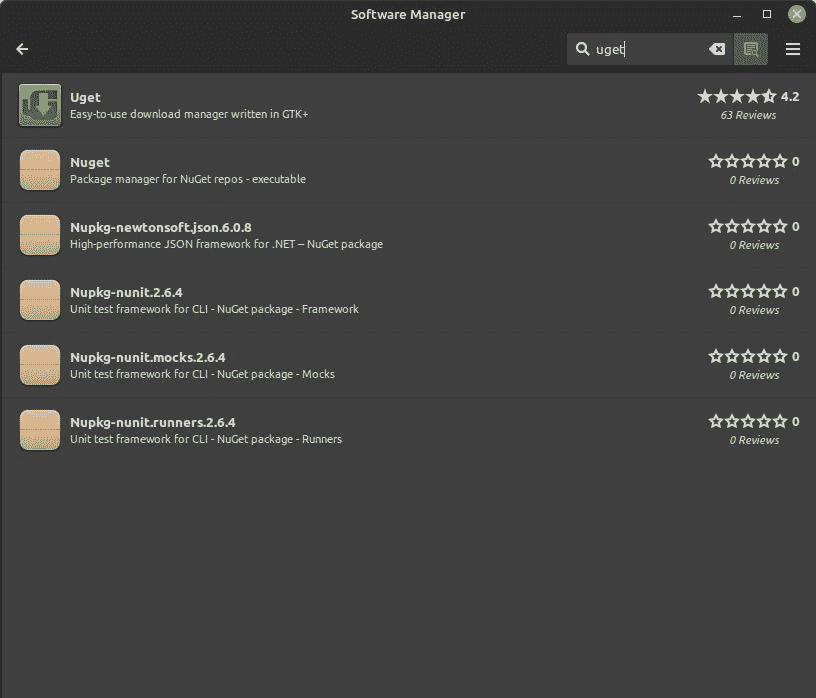 Software Manager
uget
Uget
4.2
Easy-to-use download manager written in GTK+
63 Reviews
Nuget
0
Package manager for NuGet repos - executable
0 Reviews
Nupkg-newtonsoft.json.6.0.8
0
High-performance JSON framework for .NET – NuGet package
0 Reviews
Nupkg-nunit.2.6.4
0
Unit test framework for CLI - NuGet package - Framework
0 Reviews
Nupkg-nunit.mocks.2.6.4
0
Unit test framework for CLI - NuGet package - Mocks
0 Reviews
Nupkg-nunit.runners.2.6.4
0
Unit test framework for CLI - NuGet package - Runners
0 Reviews